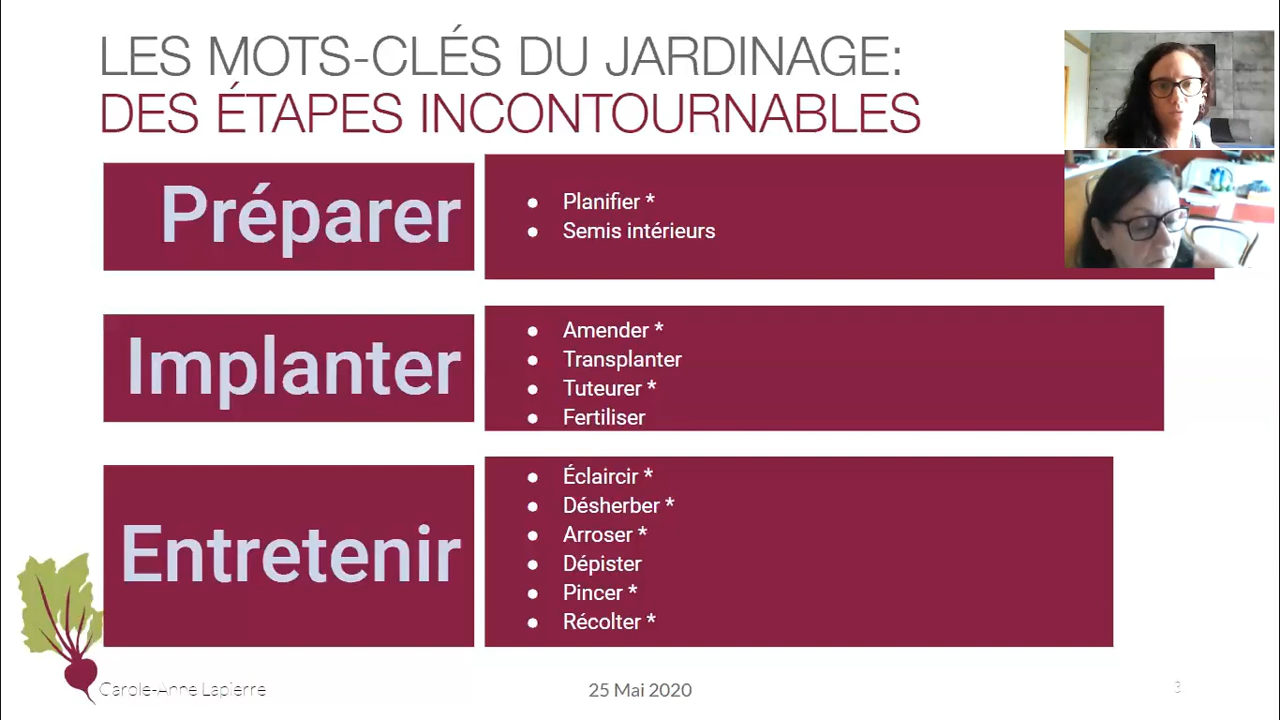 LES MOTS-CLÉS DU JARDINAGE:
DES ÉTAPES INCONTOURNABLES
Préparer
● Planifier *
● Semis intérieurs
Implanter
● Amender *
● Transplanter
● Tuteurer *
● Fertiliser
Entretenir
● Éclaircir *
● Désherber *
● Arroser *
● Dépister
● Pincer *
● Récolter *
Carole-Anne Lapierre
25 Mai 2020
3